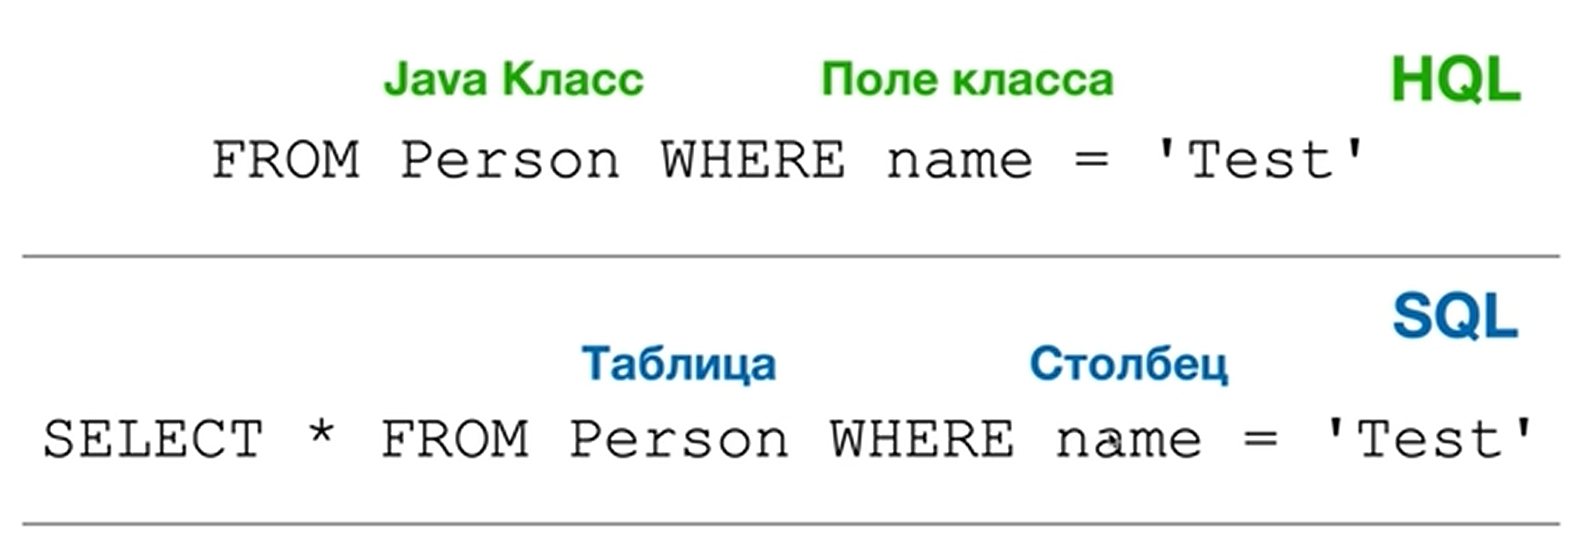 Java Класс Поле класса HQL
FROM Person WHERE name = 'Test'
SQL
Таблица Столбец
SELECT * FROM Person WHERE name = 'Test'